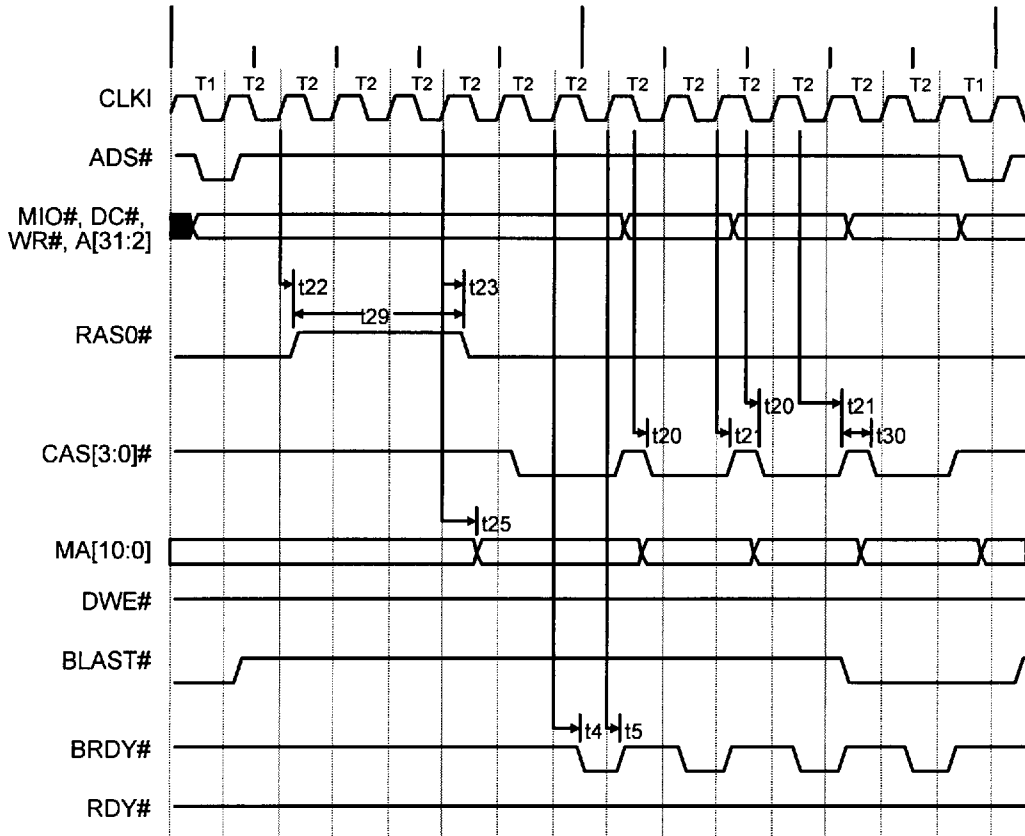 T1 T2 T2 T2 T2 T2 T2 T2 T2 T2 T2 T2 T2 T2 T1
CLKI
ADS#
MIO#, DC#,
WR#, A[31:2]
t22 t23
t29
RAS0#
t20 t21
t20 t21 t30
CAS[3:0]#
t25
MA[10:0]
DWE#
BLAST#
t4 t5
BRDY#
RDY#